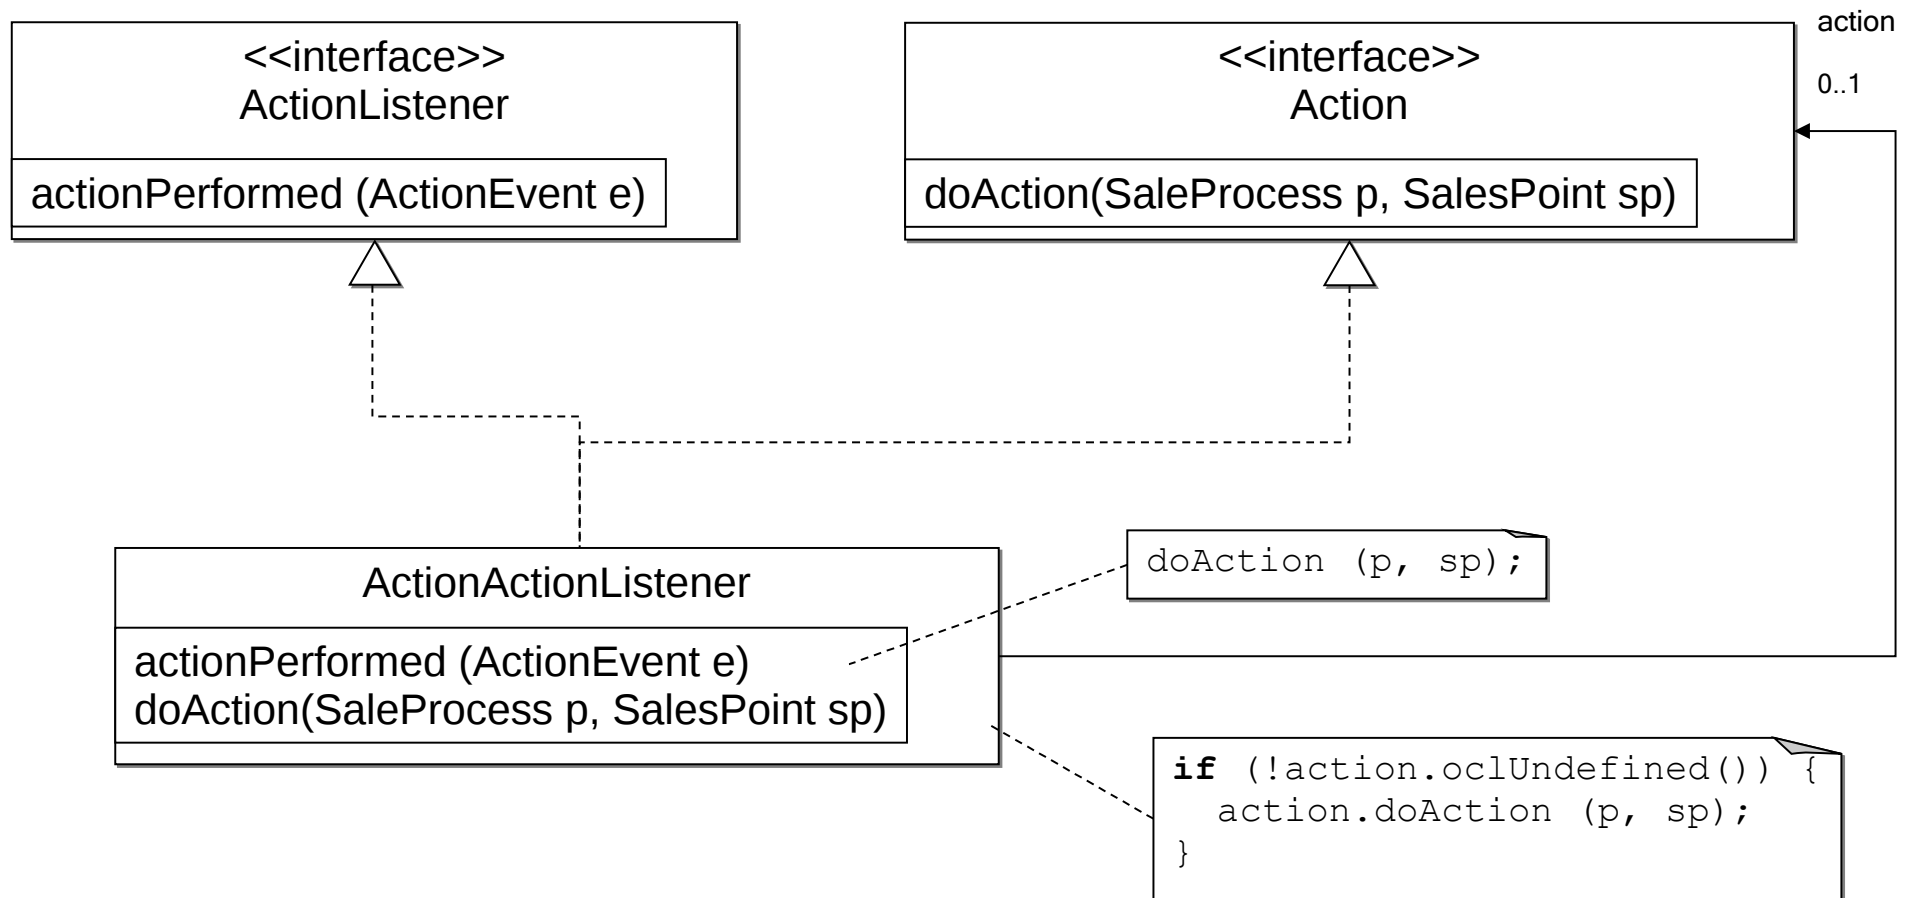 <<interface>>
ActionListener
actionPerformed (ActionEvent e)
<<interface>>
Action
doAction(SaleProcess p, SalesPoint sp)
action
0..1
ActionActionListener
actionPerformed (ActionEvent e)
doAction(SaleProcess p, SalesPoint sp)
doAction (p, sp);
if (!action.oclUndefined()) {
action.doAction (p, sp);
}